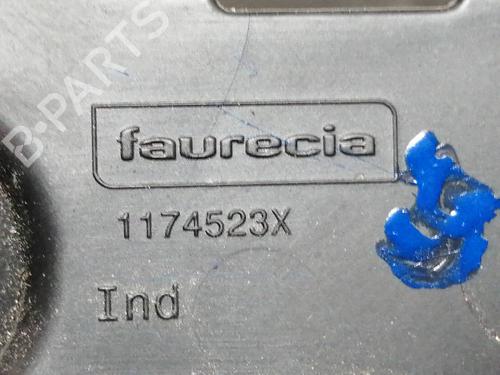 B-PARTS
faurecia
1174523X
Ind